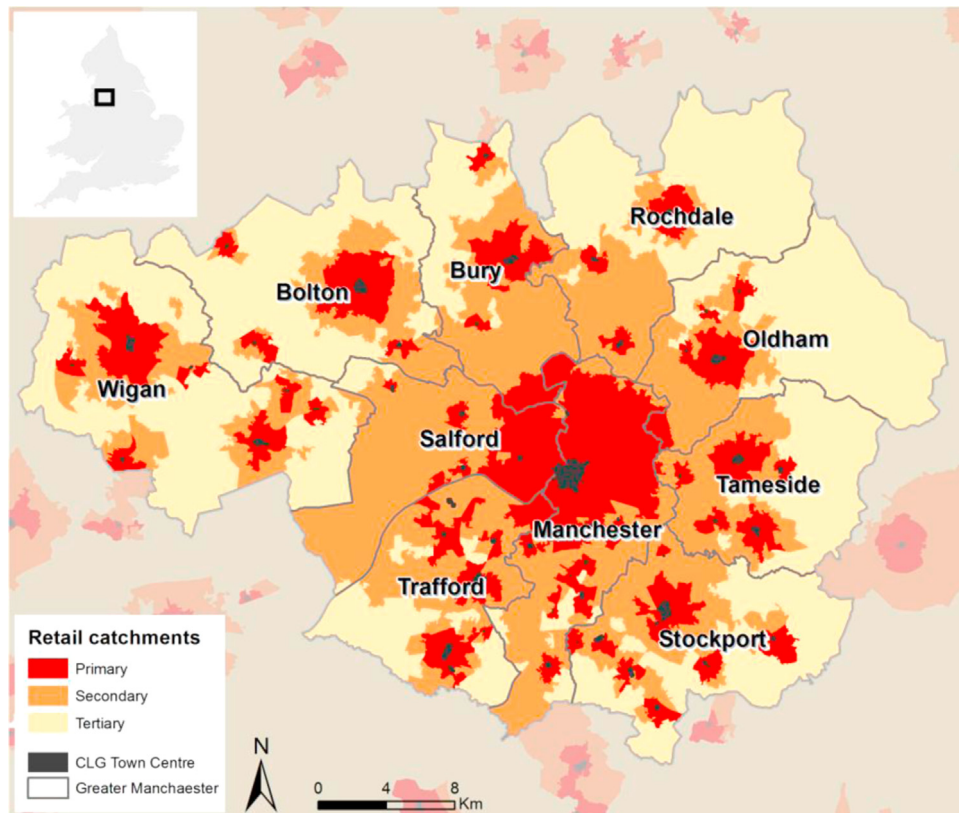 Rochdale
Bury
Bolton
Oldham
Wigan
Salford
Tameside
Manchester
Trafford
Stockport
Retail catchments
Primary
Secondary
Tertiary
CLG Town Centre
Greater Manchaester
N
0 4 8
Km